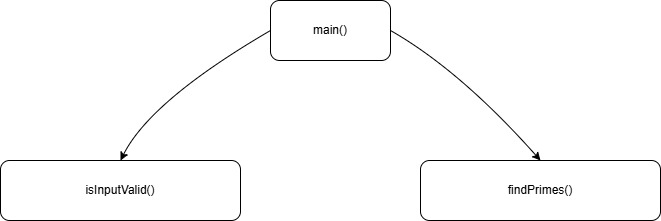 main()
isInputValid()
findPrimes()